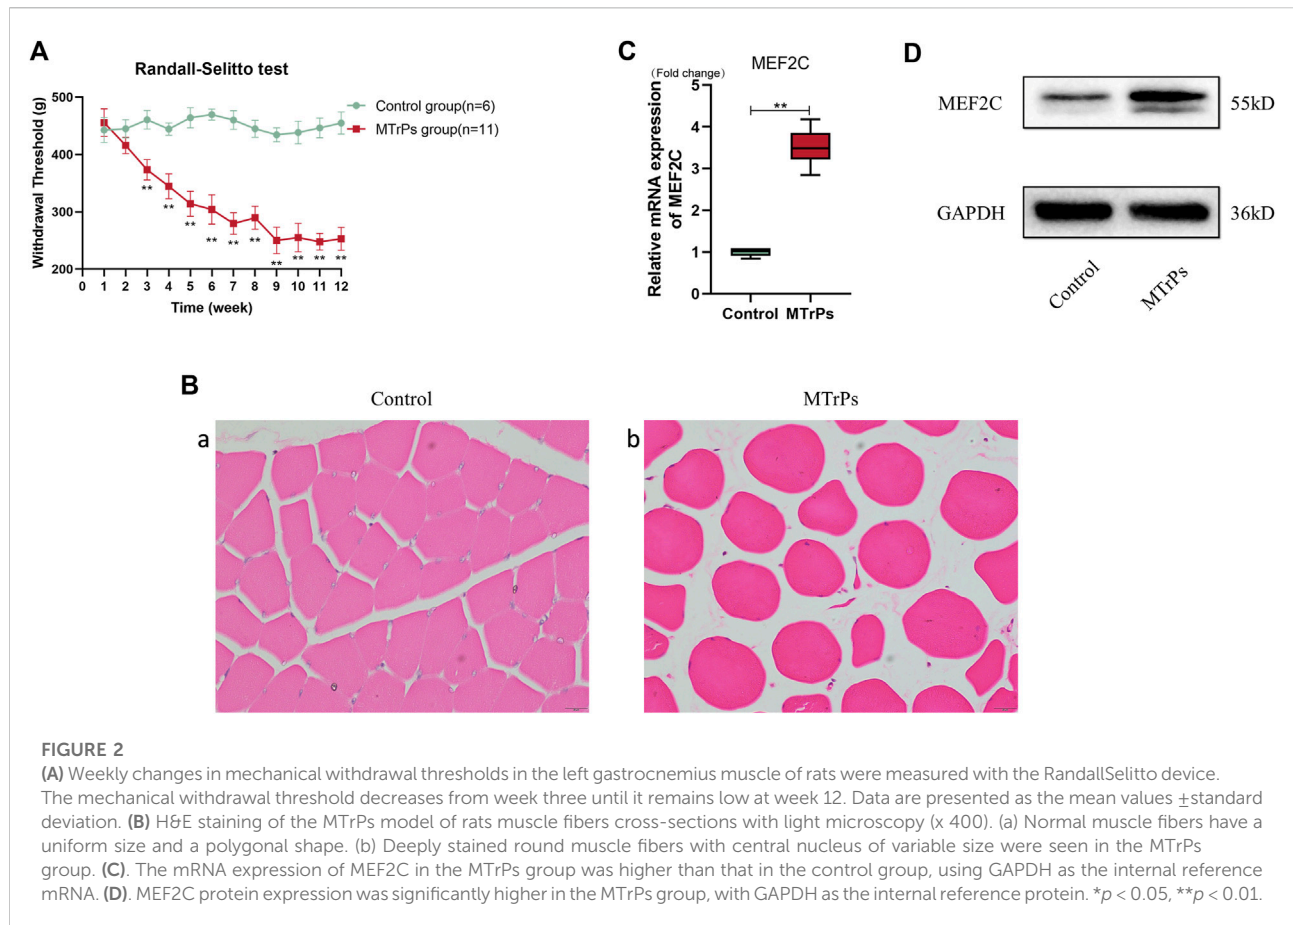 A
Randall-Selitto test
Withdrawal Threshold (g)
500
400
300
200
Control group(n=6)
MTrPs group(n=11)
**
**
**
**
**
**
**
**
**
**
0 1 2 3 4 5 6 7 8 9 10 11 12
Time (week)
C
(Fold change)
MEF2C
Relative mRNA expression
of MEF2C
5
4
3
2
1
0
**
Control MTrPs
D
MEF2C
55kD
GAPDH
36kD
Control
MTrPs
B
Control
MTrPs
a
b
FIGURE 2
(A) Weekly changes in mechanical withdrawal thresholds in the left gastrocnemius muscle of rats were measured with the RandallSelitto device.
The mechanical withdrawal threshold decreases from week three until it remains low at week 12. Data are presented as the mean values ±standard
deviation. (B) H&E staining of the MTrPs model of rats muscle fibers cross-sections with light microscopy (x 400). (a) Normal muscle fibers have a
uniform size and a polygonal shape. (b) Deeply stained round muscle fibers with central nucleus of variable size were seen in the MTrPs
group. (C). The mRNA expression of MEF2C in the MTrPs group was higher than that in the control group, using GAPDH as the internal reference
mRNA. (D). MEF2C protein expression was significantly higher in the MTrPs group, with GAPDH as the internal reference protein. *p < 0.05, **p < 0.01.